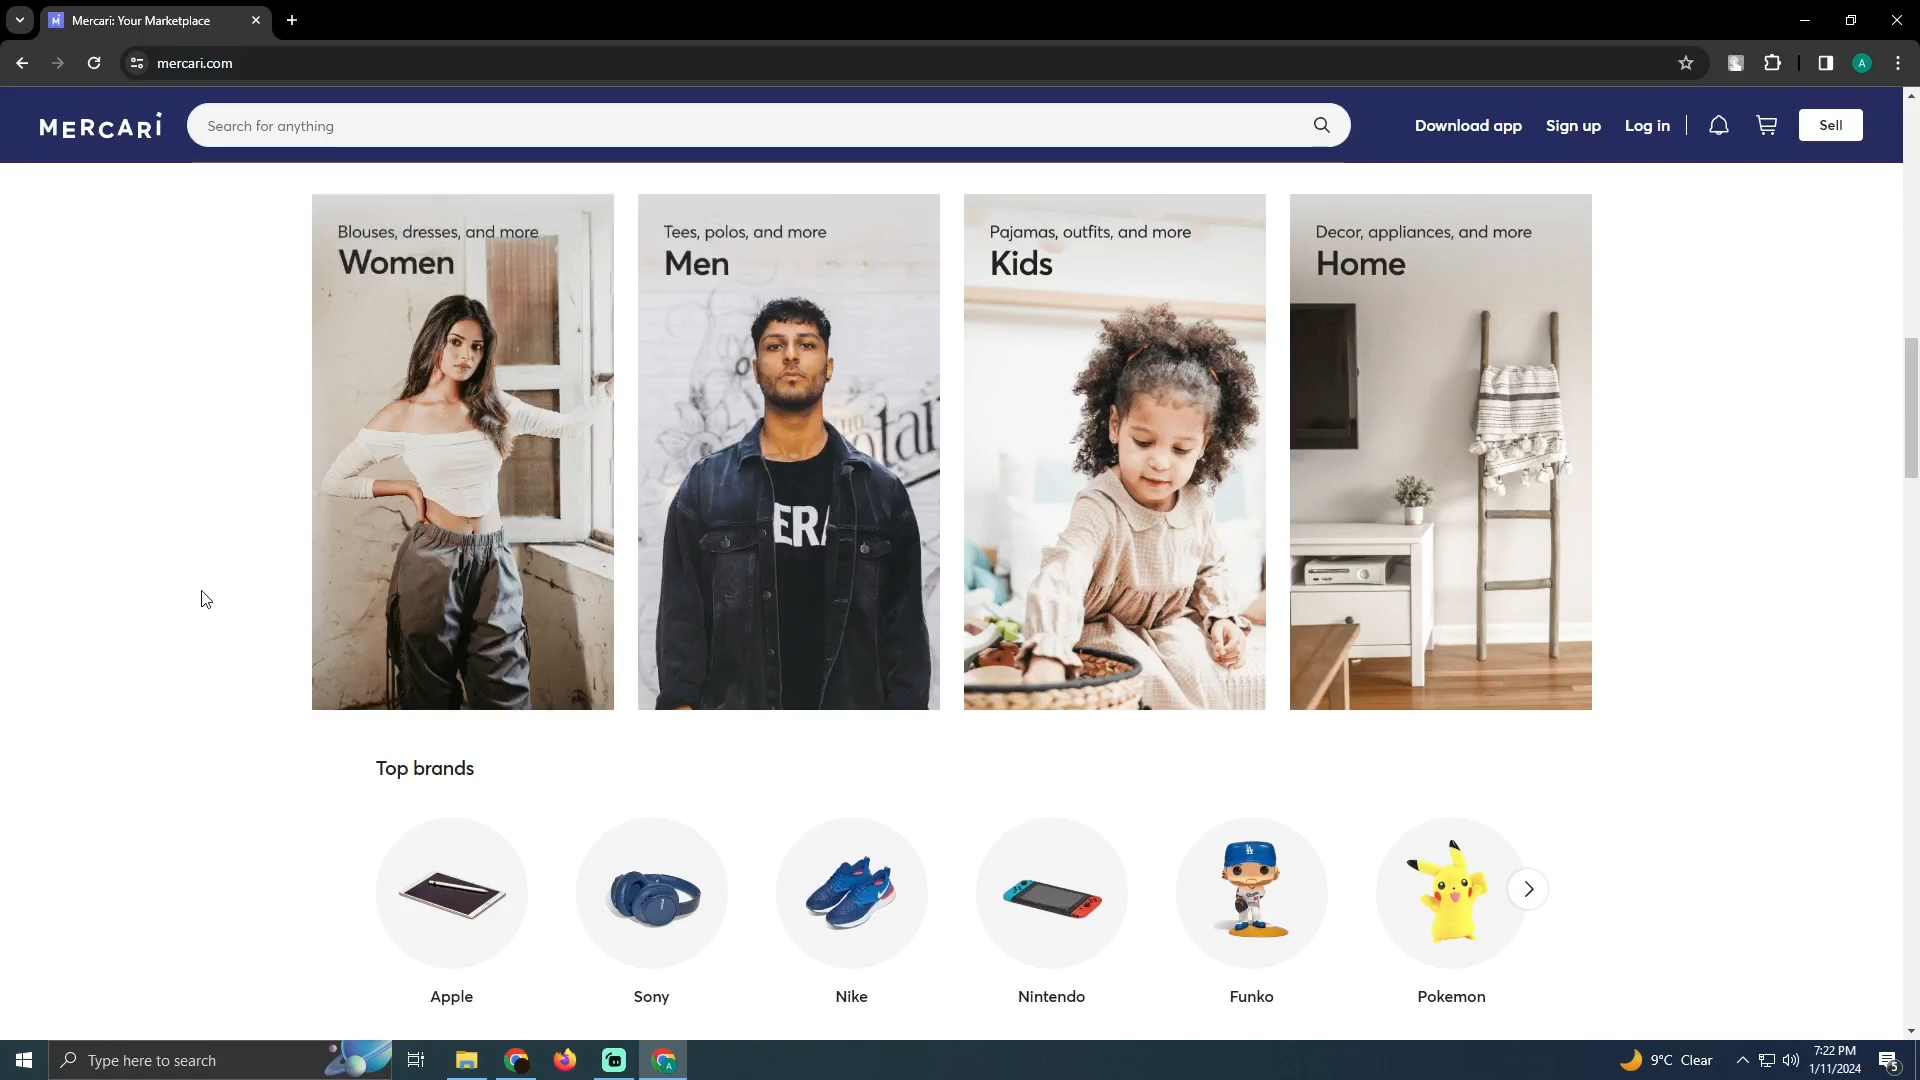 Mercari: Your Marketplace
mercari.com
A
MERCARI
Search for anything
Download app
Sign up
Log in
Sell
Blouses, dresses, and more
Women
Tees, polos, and more
Men
Pajamas, outfits, and more
Kids
Decor, appliances, and more
Home
ERA
Top brands
Apple
Sony
Nike
Nintendo
Funko
Pokemon
Type here to search
9°C Clear
7:22 PM
1/11/2024
5